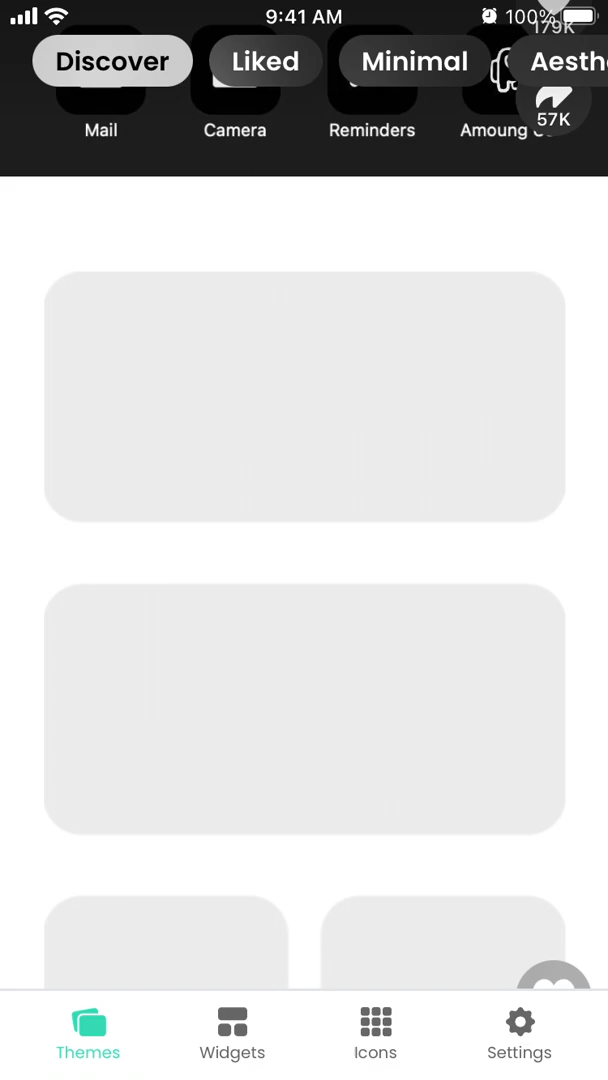 9:41 AM 100%
179K
Discover Liked Minimal Aesth
57K
Mail Camera Reminders Amoung
Themes Widgets Icons Settings